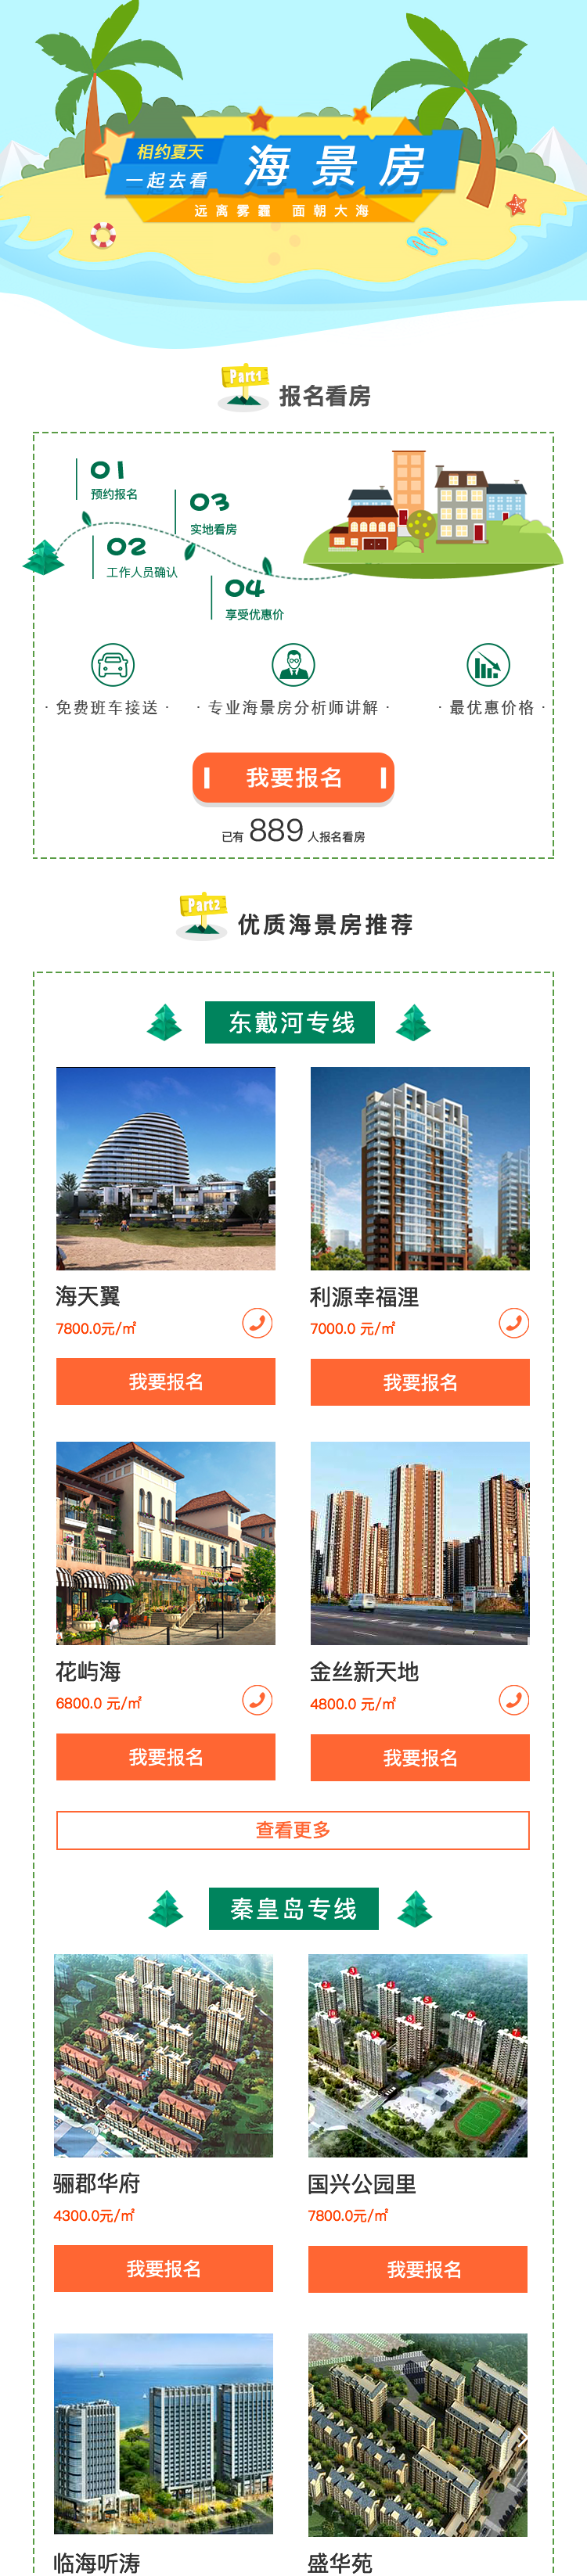 相约夏天
一起去看
海景房
远离雾霾 面朝大海
Part1
报名看房
01
预约报名
03
实地看房
02
工作人员确认
04
享受优惠价
· 免费班车接送 ·
· 专业海景房分析师讲解 ·
· 最优惠价格 ·
我要报名
已有 889 人报名看房
Part2
优质海景房推荐
东戴河专线
海天翼
7800.0元/㎡
我要报名
利源幸福浬
7000.0 元/㎡
我要报名
花屿海
6800.0 元/㎡
我要报名
金丝新天地
4800.0 元/㎡
我要报名
查看更多
秦皇岛专线
骊郡华府
4300.0元/㎡
我要报名
国兴公园里
7800.0元/㎡
我要报名
临海听涛
盛华苑